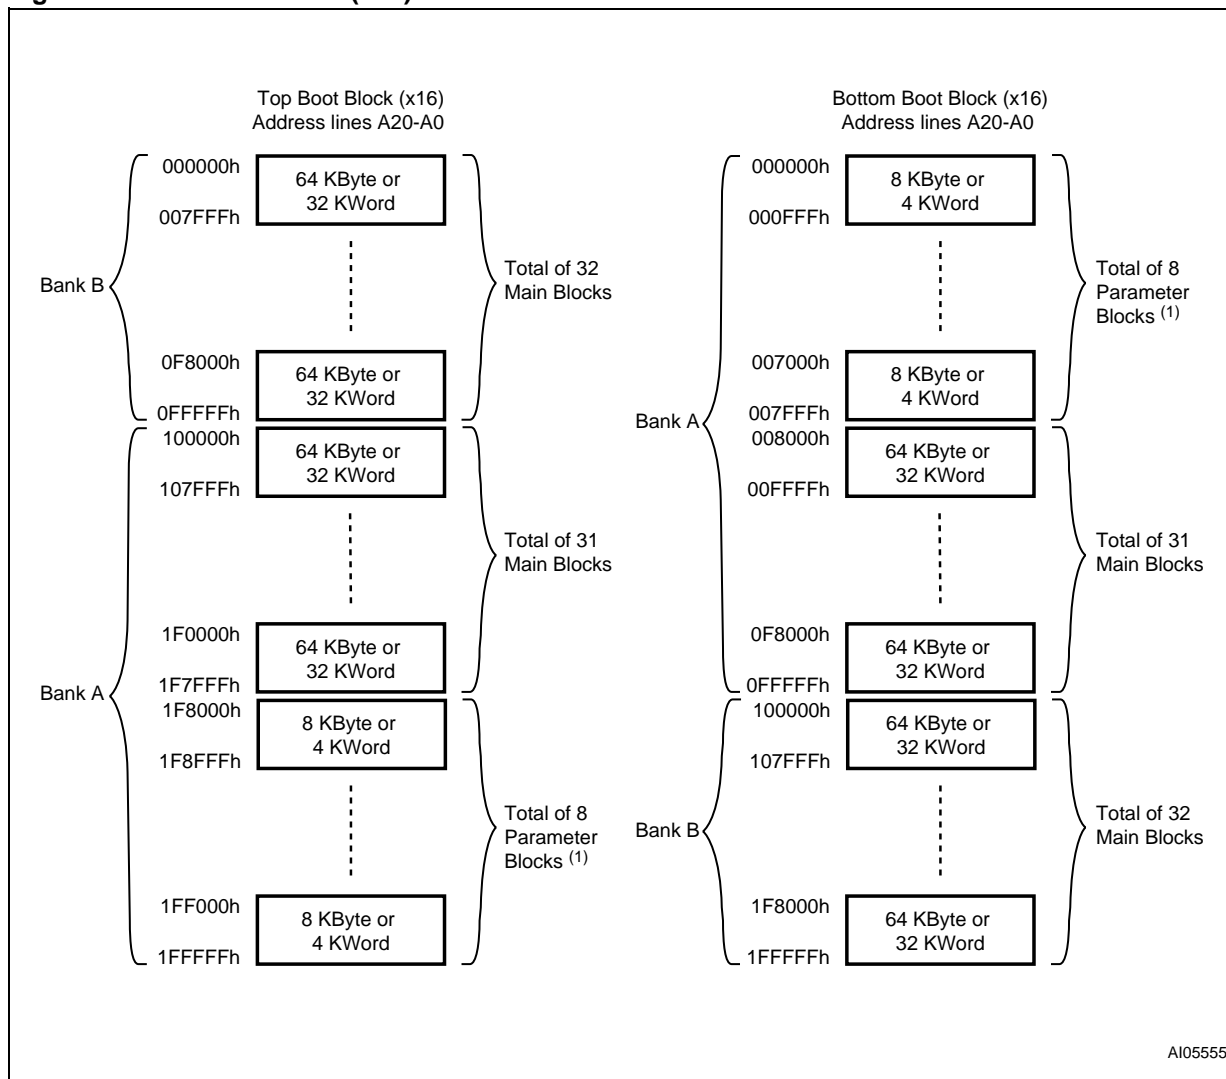 Top Boot Block (x16)
Address lines A20-A0
000000h
64 KByte or
32 KWord
007FFFh
Bank B
Total of 32
Main Blocks
0F8000h
64 KByte or
32 KWord
0FFFFFh
100000h
64 KByte or
32 KWord
107FFFh
Total of 31
Main Blocks
1F0000h
64 KByte or
32 KWord
1F7FFFh
Bank A
1F8000h
8 KByte or
4 KWord
1F8FFFh
Total of 8
Parameter
Blocks (1)
1FF000h
8 KByte or
4 KWord
1FFFFFh
Bottom Boot Block (x16)
Address lines A20-A0
000000h
8 KByte or
4 KWord
000FFFh
Total of 8
Parameter
Blocks (1)
007000h
8 KByte or
4 KWord
007FFFh
Bank A
008000h
64 KByte or
32 KWord
00FFFFh
Total of 31
Main Blocks
0F8000h
64 KByte or
32 KWord
0FFFFFh
100000h
64 KByte or
32 KWord
107FFFh
Bank B
Total of 32
Main Blocks
1F8000h
64 KByte or
32 KWord
1FFFFFh
AI05555